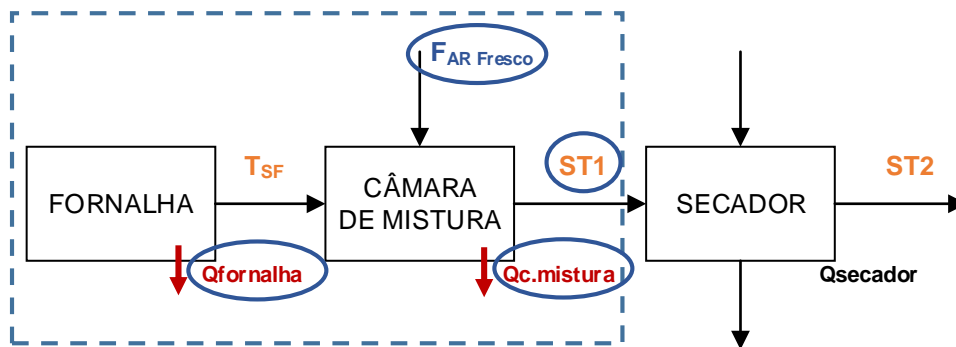 FAR Fresco
FORNALHA
TSF
CÂMARA
DE MISTURA
ST1
SECADOR
ST2
Qfornalha
Qc.mistura
Qsecador